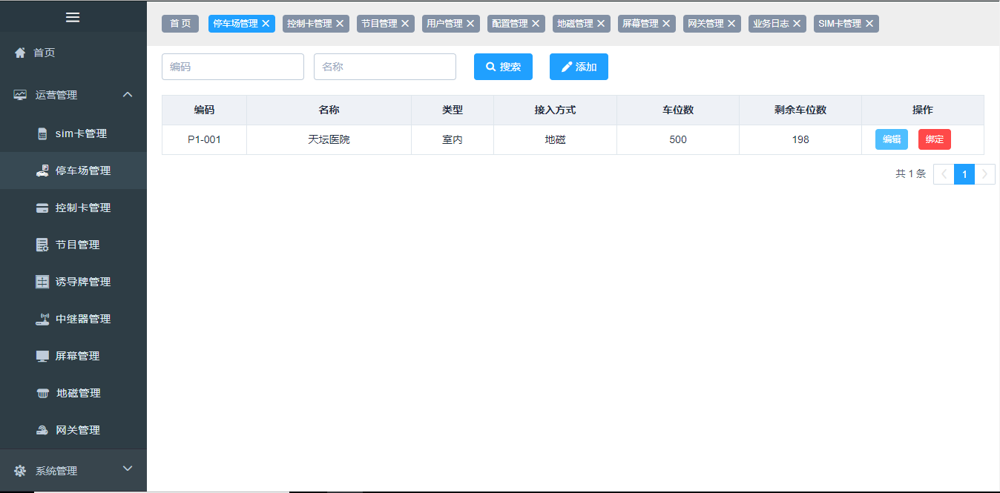 首页
运营管理
sim卡管理
停车场管理
控制卡管理
节目管理
诱导牌管理
中继器管理
屏幕管理
地磁管理
网关管理
系统管理
首 页 停车场管理 控制卡管理 节目管理 用户管理 配置管理 地磁管理 屏幕管理 网关管理 业务日志 SIM卡管理
编码 名称 搜索 添加
编码 名称 类型 接入方式 车位数 剩余车位数 操作
P1-001 天坛医院 室内 地磁 500 198 编辑 绑定
共 1 条 1